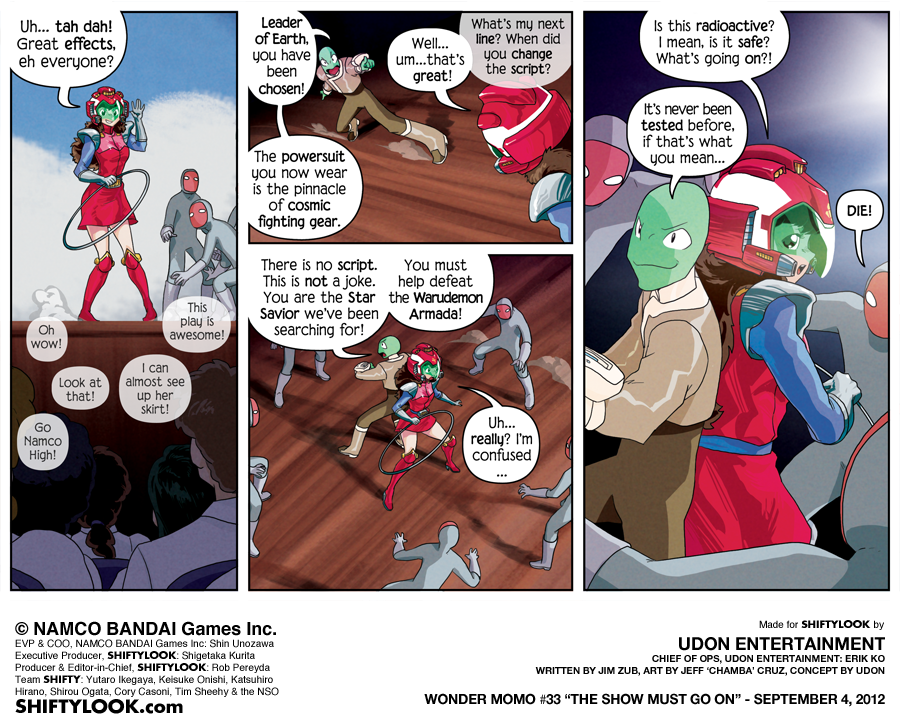 Uh... tah dah!
Great effects,
eh everyone?
Oh
wow!
This
play is
awesome!
Look at
that!
I can
almost see
up her
skirt!
Go
Namco
High!
Leader
of Earth,
you have
been
chosen!
Well...
um...that's
great!
What's my next
line? When did
you change
the script?
The powersuit
you now wear
is the pinnacle
of cosmic
fighting gear.
There is no script.
This is not a joke.
You are the Star
Savior we've been
searching for!
You must
help defeat
the Warudemon
Armada!
Uh...
really? I'm
confused
...
Is this radioactive?
I mean, is it safe?
What's going on?!
It's never been
tested before,
if that's what
you mean...
DIE!
© NAMCO BANDAI Games Inc.
EVP & COO, NAMCO BANDAI Games Inc: Shin Unozawa
Executive Producer, SHIFTYLOOK: Shigetaka Kurita
Producer & Editor-in-Chief, SHIFTYLOOK: Rob Pereyda
Team SHIFTY: Yutaro Ikegaya, Keisuke Onishi, Katsuhiro
Hirano, Shirou Ogata, Cory Casoni, Tim Sheehy & the NSO
SHIFTYLOOK.com
Made for SHIFTYLOOK by
UDON ENTERTAINMENT
CHIEF OF OPS, UDON ENTERTAINMENT: ERIK KO
WRITTEN BY JIM ZUB, ART BY JEFF 'CHAMBA' CRUZ, CONCEPT BY UDON
WONDER MOMO #33 "THE SHOW MUST GO ON" - SEPTEMBER 4, 2012